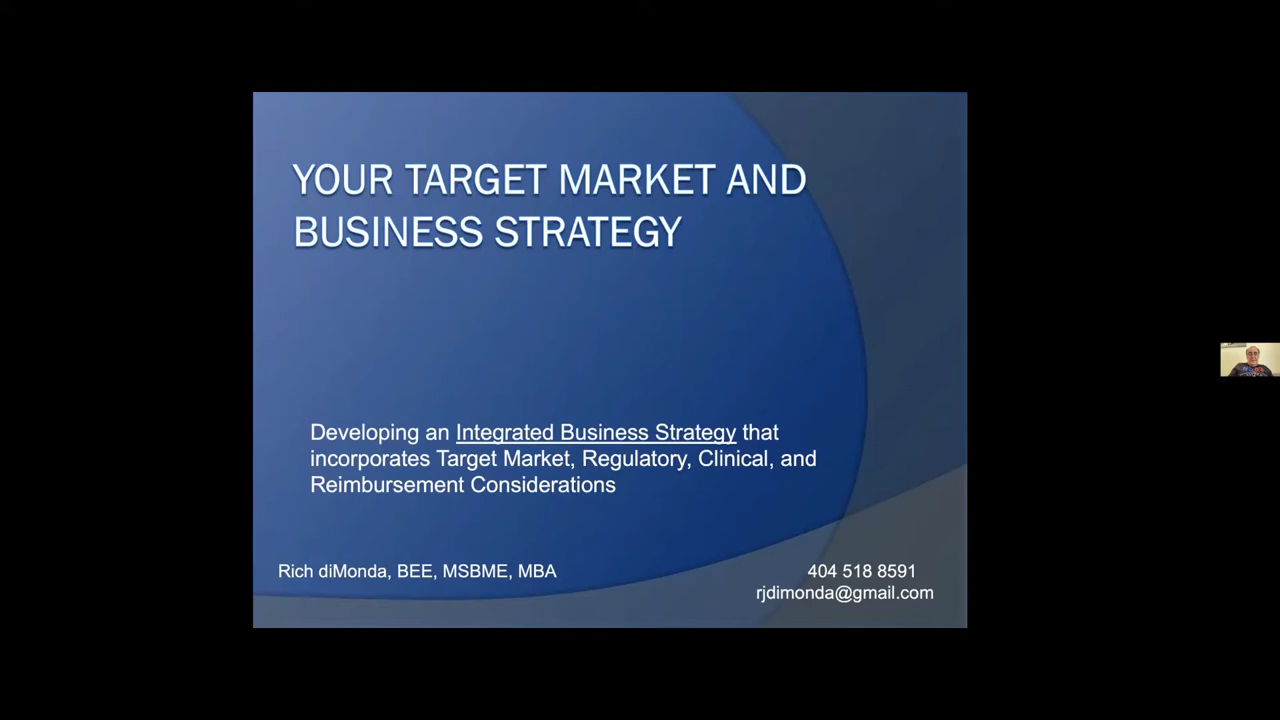 YOUR TARGET MARKET AND
BUSINESS STRATEGY
Developing an Integrated Business Strategy that
incorporates Target Market, Regulatory, Clinical, and
Reimbursement Considerations
Rich diMonda, BEE, MSBME, MBA
404 518 8591
rjdimonda@gmail.com